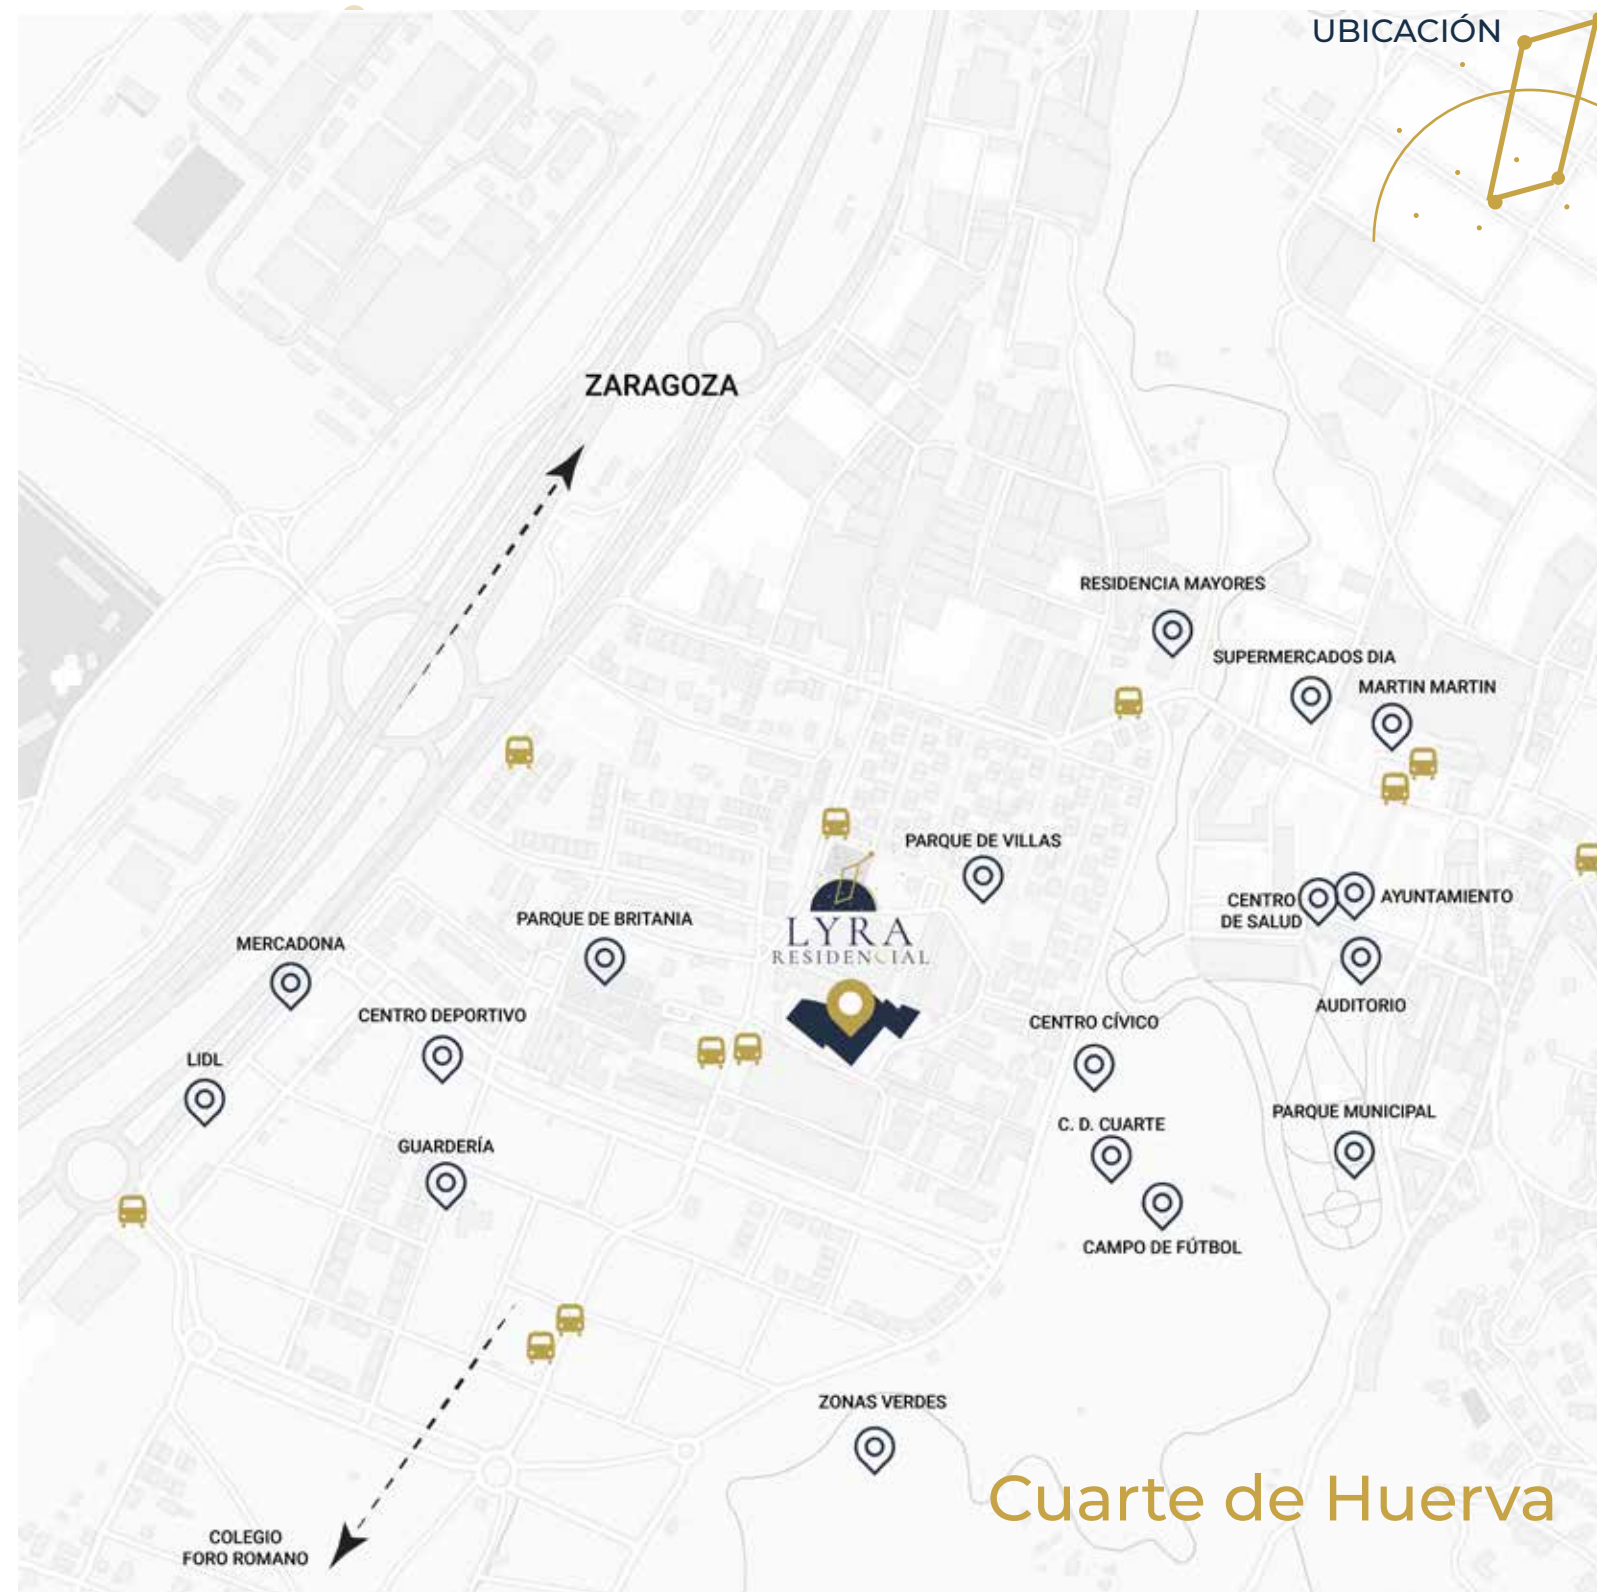 UBICACIÓN
ZARAGOZA
RESIDENCIA MAYORES
SUPERMERCADOS DIA
MARTIN MARTIN
PARQUE DE VILLAS
CENTRO
DE SALUD
AYUNTAMIENTO
PARQUE DE BRITANIA
LYRA
RESIDENCIAL
MERCADONA
CENTRO DEPORTIVO
AUDITORIO
CENTRO CÍVICO
LIDL
PARQUE MUNICIPAL
C. D. CUARTE
GUARDERÍA
CAMPO DE FÚTBOL
ZONAS VERDES
Cuarte de Huerva
COLEGIO
FORO ROMANO